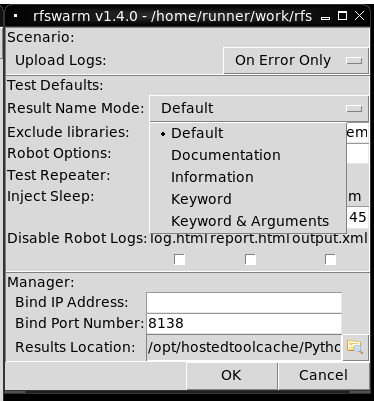 rfswarm v1.4.0 - /home/runner/work/rfs
Scenario:
Upload Logs: On Error Only
Test Defaults:
Result Name Mode: Default
Exclude libraries:
Robot Options:
Test Repeater:
Inject Sleep: 45
Default
Documentation
Information
Keyword
Keyword & Arguments
Disable Robot Logs: log.html report.html output.xml
Manager:
Bind IP Address:
Bind Port Number: 8138
Results Location: /opt/hostedtoolcache/Pytho
OK Cancel